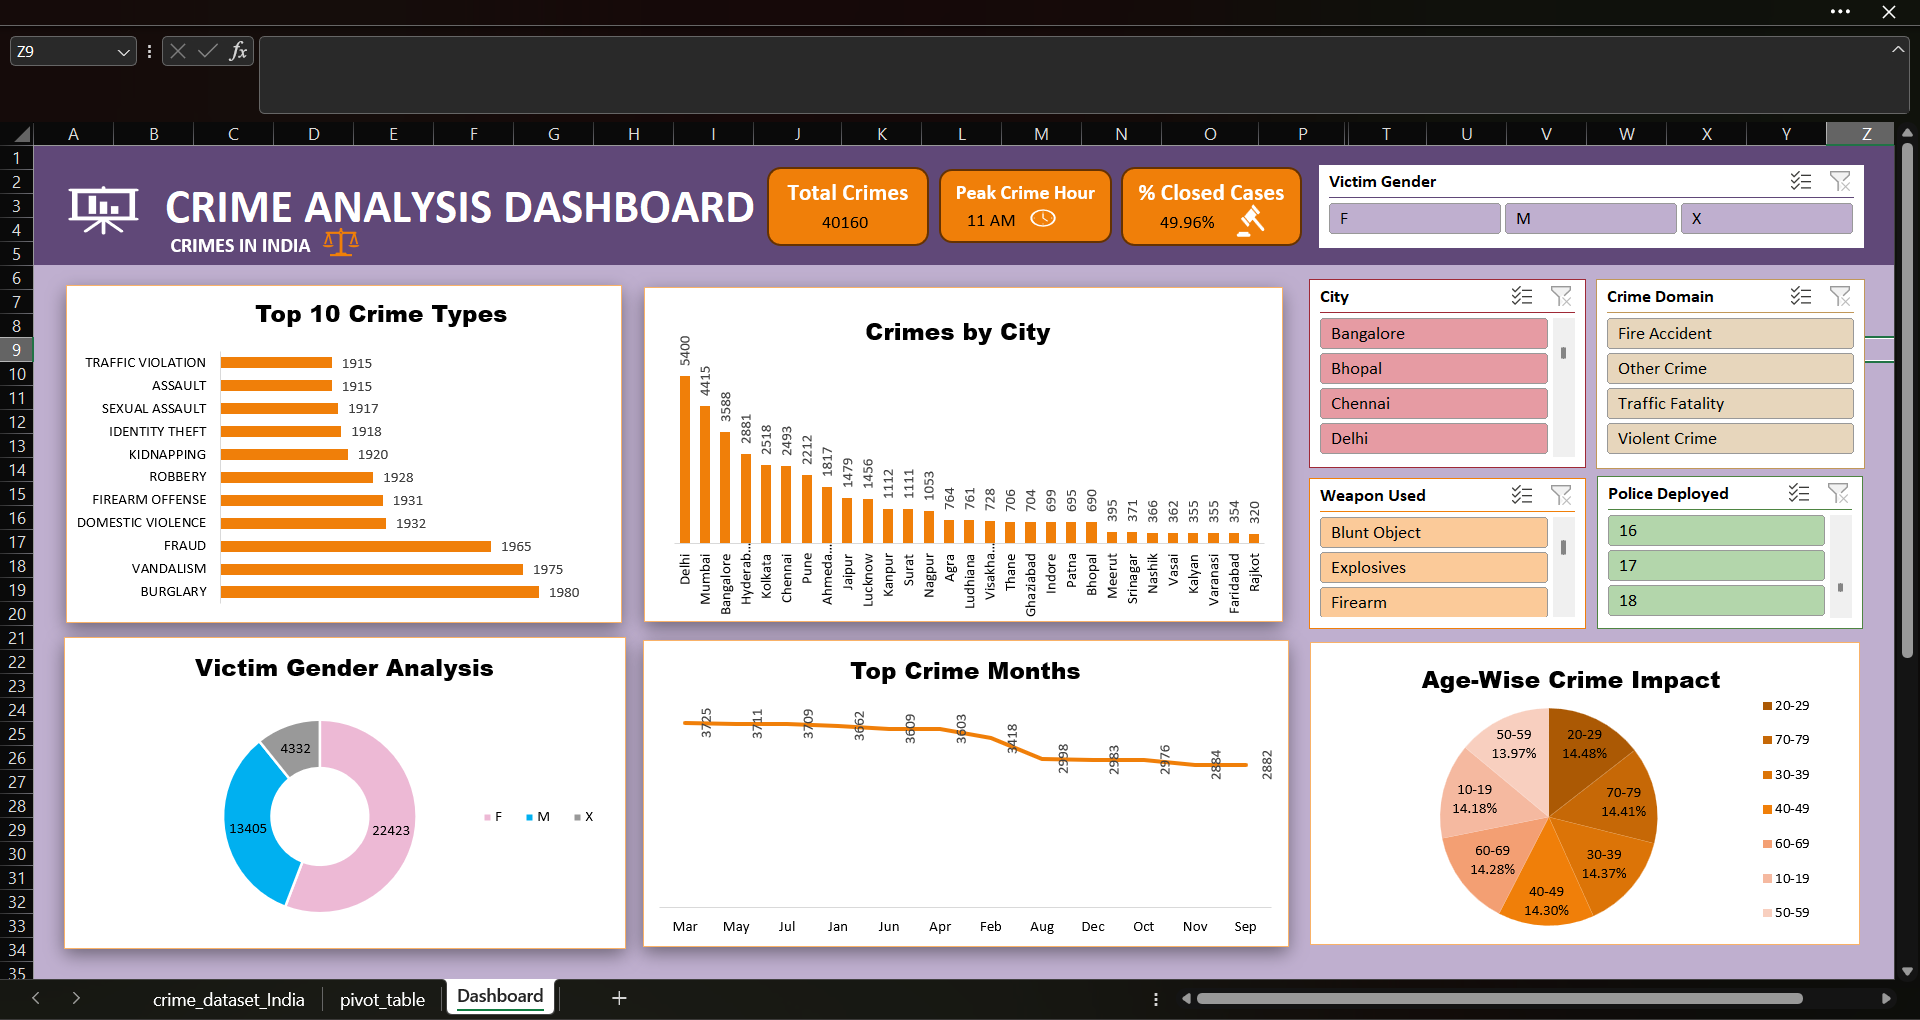 Z9
fx
A B C D E F G H I J K L M N O P T U V W X Y Z
1
2
3
4
5
6
7
8
9
10
11
12
13
14
15
16
17
18
19
20
21
22
23
24
25
26
27
28
29
30
31
32
33
34
35
CRIME ANALYSIS DASHBOARD
CRIMES IN INDIA
Total Crimes
40160
Peak Crime Hour
11 AM
% Closed Cases
49.96%
Victim Gender
F M X
Top 10 Crime Types
TRAFFIC VIOLATION 1915
ASSAULT 1915
SEXUAL ASSAULT 1917
IDENTITY THEFT 1918
KIDNAPPING 1920
ROBBERY 1928
FIREARM OFFENSE 1931
DOMESTIC VIOLENCE 1932
FRAUD 1965
VANDALISM 1975
BURGLARY 1980
Crimes by City
5400 4415 3588 2881 2518 2493 2212 1817 1479 1456 1112 1111 1053 764 761 728 706 704 699 695 690 395 371 366 362 355 355 354 320
Delhi Mumbai Bangalore Hyderab... Kolkata Chennai Pune Ahmeda... Jaipur Lucknow Kanpur Surat Nagpur Agra Ludhiana Visakha... Thane Ghaziabad Indore Patna Bhopal Meerut Srinagar Nashik Vasai Kalyan Varanasi Faridabad Rajkot
City
Bangalore
Bhopal
Chennai
Delhi
Crime Domain
Fire Accident
Other Crime
Traffic Fatality
Violent Crime
Weapon Used
Blunt Object
Explosives
Firearm
Police Deployed
16
17
18
Victim Gender Analysis
4332
13405
22423
F M X
Top Crime Months
3725 3711 3709 3662 3609 3603 3418 2998 2983 2976 2884 2882
Mar May Jul Jan Jun Apr Feb Aug Dec Oct Nov Sep
Age-Wise Crime Impact
20-29
14.48%
70-79
14.41%
30-39
14.37%
40-49
14.30%
60-69
14.28%
10-19
14.18%
50-59
13.97%
20-29
70-79
30-39
40-49
60-69
10-19
50-59
crime_dataset_India pivot_table Dashboard